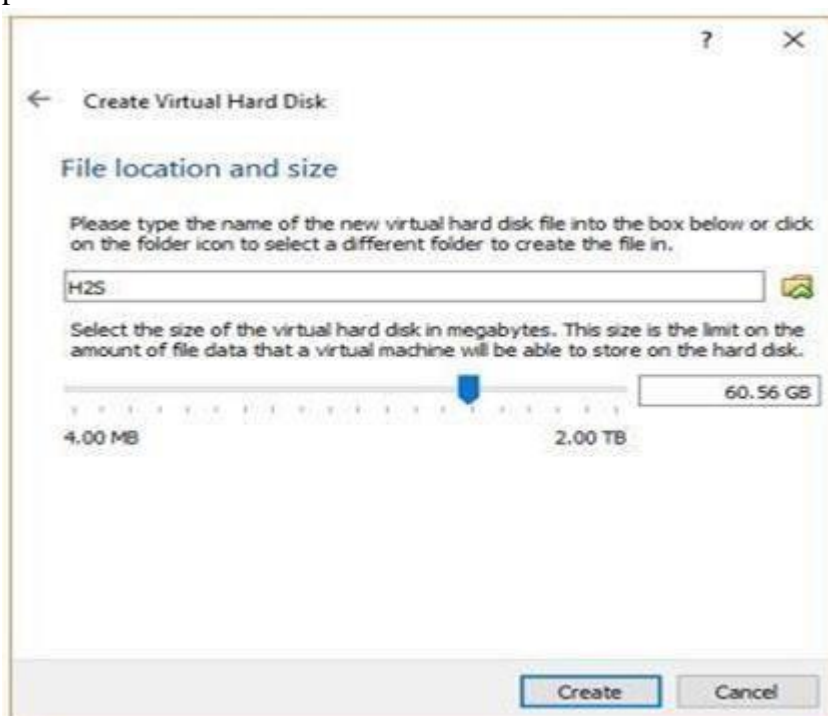 ?
Create Virtual Hard Disk
File location and size
Please type the name of the new virtual hard disk file into the box below or click
on the folder icon to select a different folder to create the file in.
H2S
Select the size of the virtual hard disk in megabytes. This size is the limit on the
amount of file data that a virtual machine will be able to store on the hard disk.
60.56 GB
4.00 MB 2.00 TB
Create Cancel